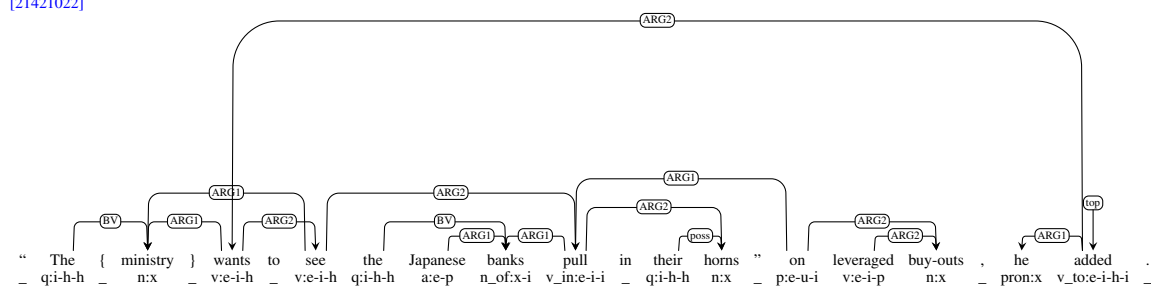 [21421022]
ARG2
ARG1 ARG2 ARG1
top
BV ARG1 ARG2 BV ARG2 ARG2
ARG1 ARG1 poss ARG2 ARG1
“ The { ministry } wants to see the Japanese banks pull in their horns ” on leveraged buy-outs , he added .
_ q:i-h-h _ n:x _ v:e-i-h _ v:e-i-h q:i-h-h a:e-p n_of:x-i v_in:e-i-i _ q:i-h-h n:x _ p:e-u-i v:e-i-p n:x _ pron:x v_to:e-i-h-i _